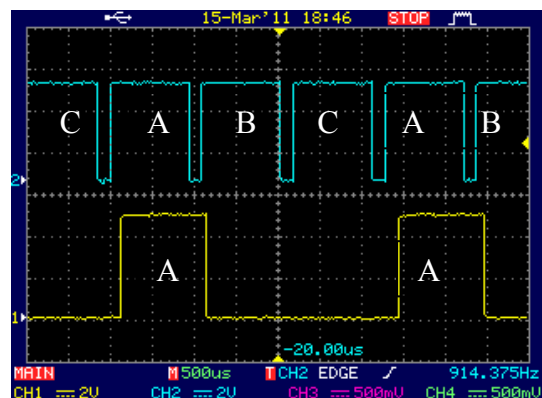 15-Mar'11 18:46 STOP
C A B C A B
2
A A
1
-20.00us
MAIN M 500us T CH2 EDGE 914.375Hz
CH1 2V CH2 2V CH3 500mV CH4 500mV